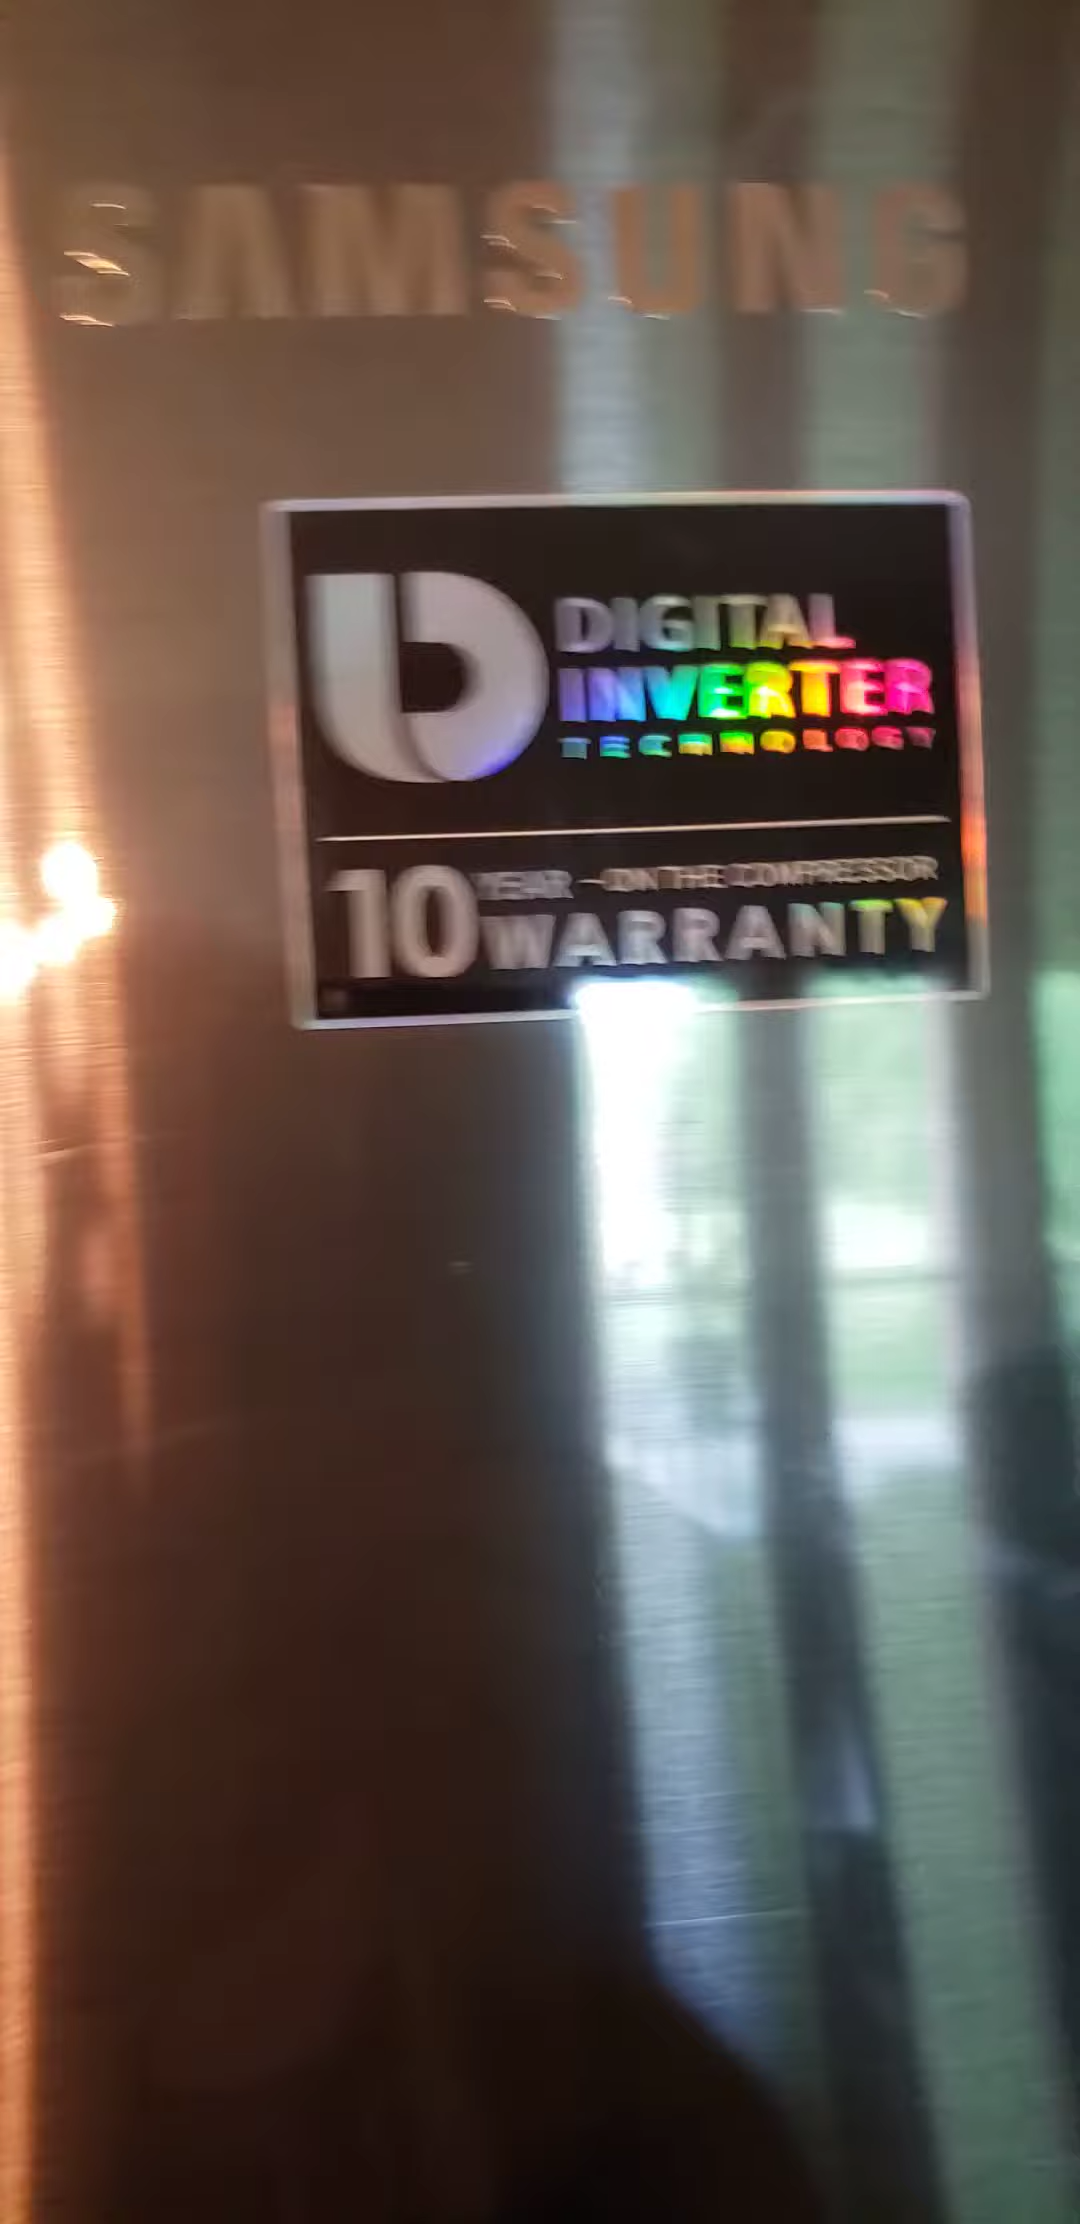 SAMSUNG
DIGITAL
INVERTER
TECHNOLOGY
10 YEAR — ON THE COMPRESSOR
WARRANTY